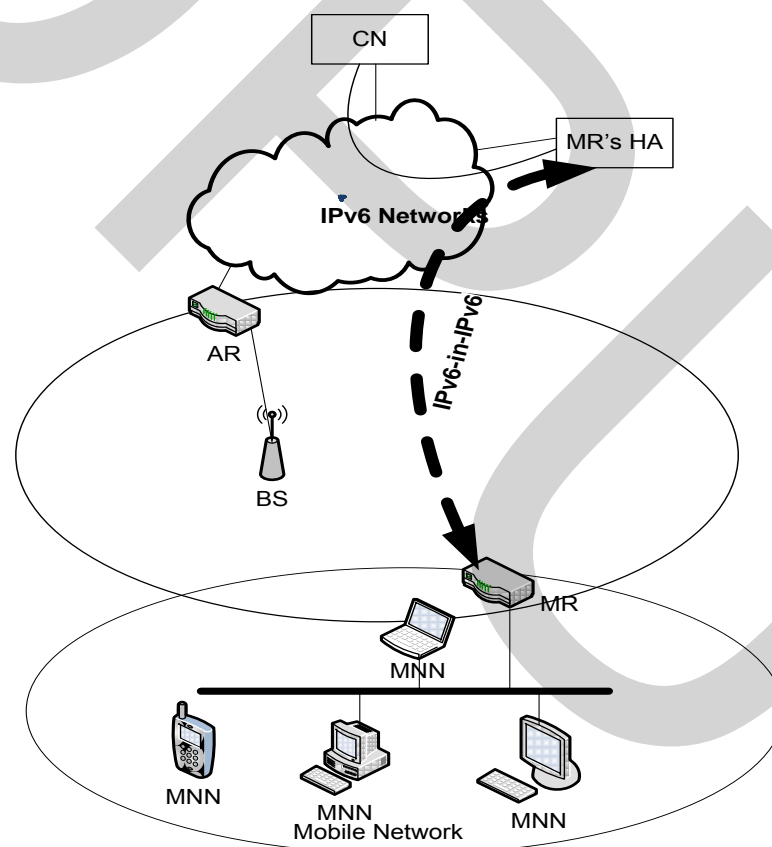 CN
MR's HA
IPv6 Networks
IPv6-in-IPv6
AR
BS
MR
MNN
MNN
MNN
MNN
Mobile Network